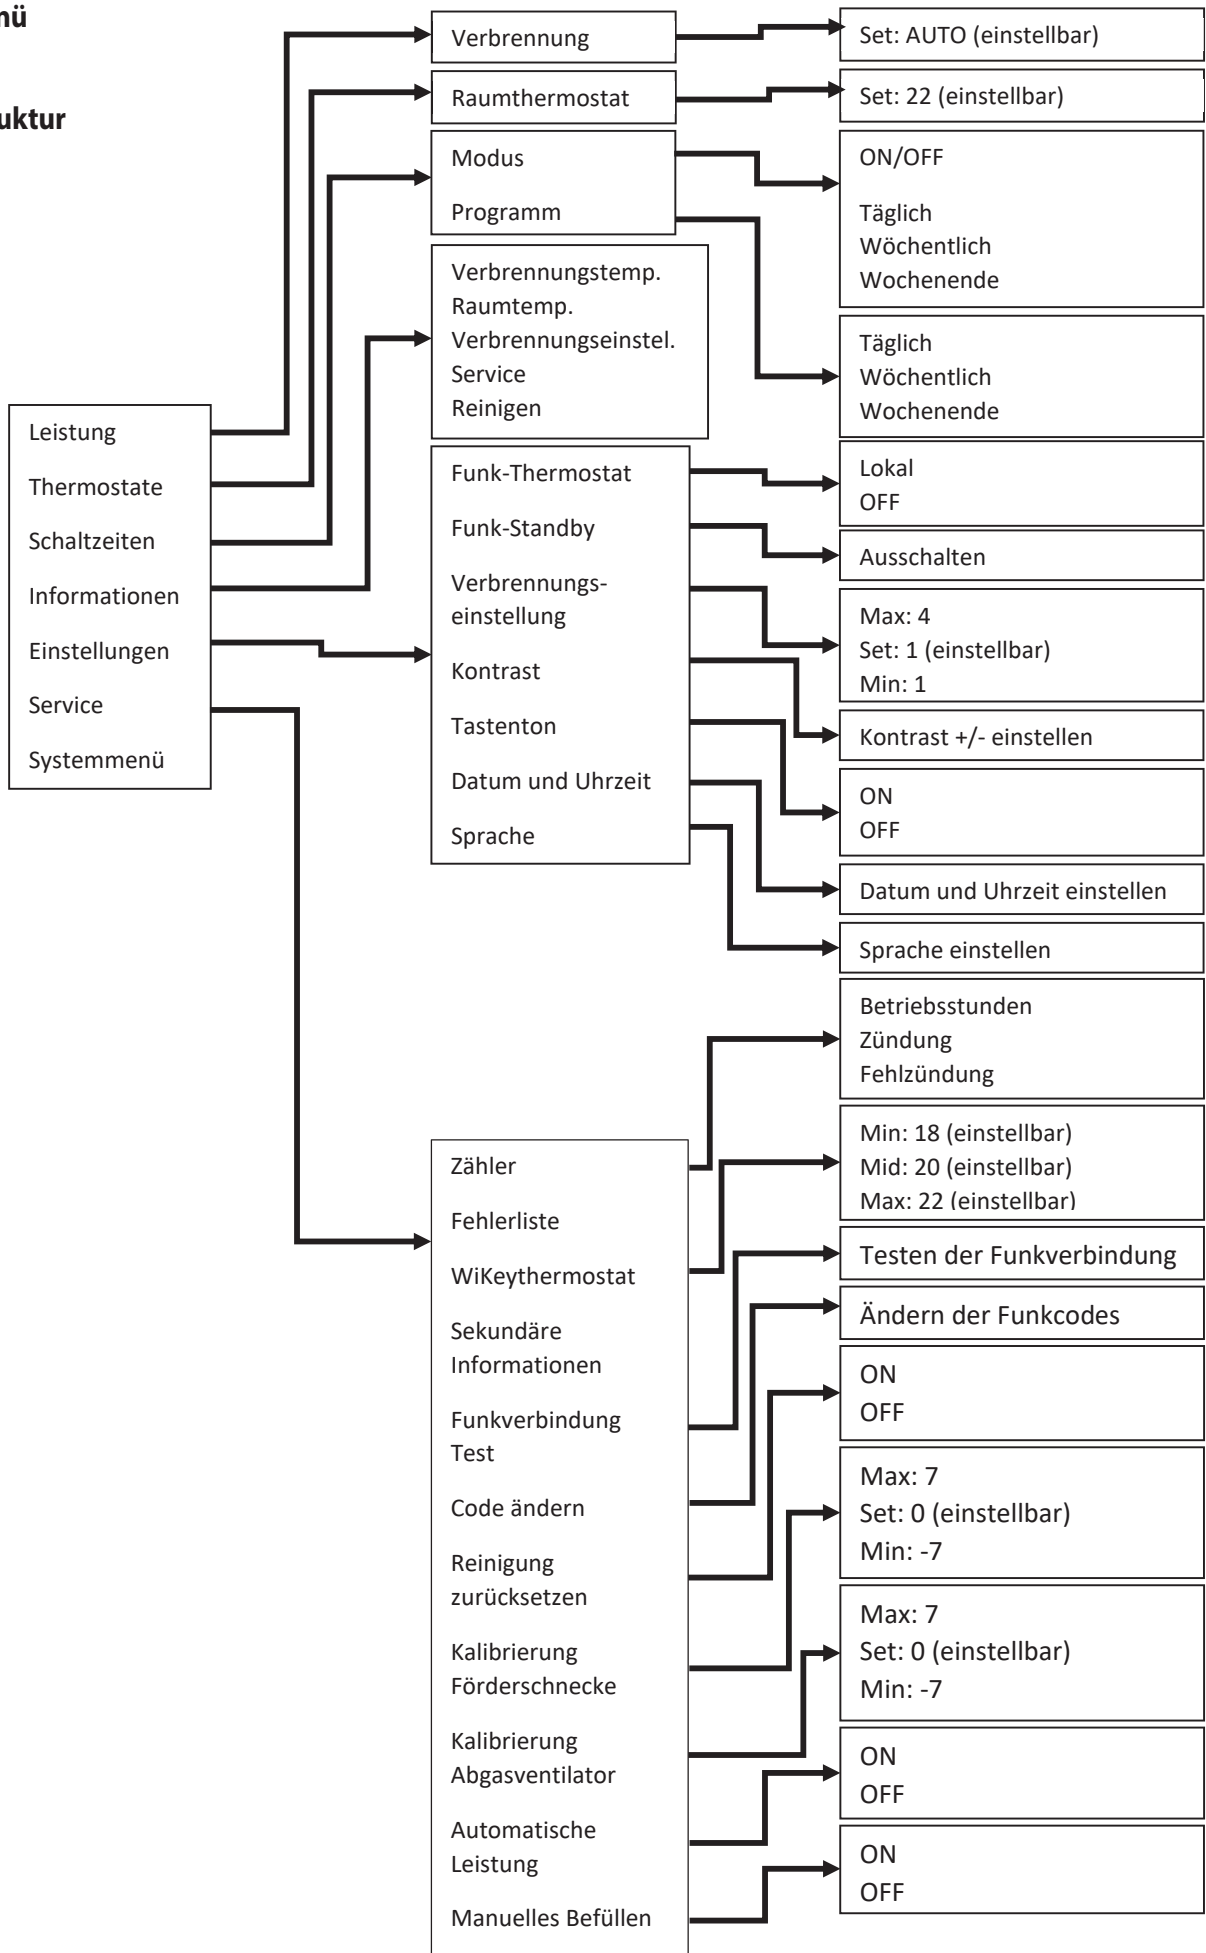 nü
uktur
Leistung
Thermostate
Schaltzeiten
Informationen
Einstellungen
Service
Systemmenü
Verbrennung
Raumthermostat
Modus
Programm
Verbrennungstemp.
Raumtemp.
Verbrennungseinstel.
Service
Reinigen
Funk-Thermostat
Funk-Standby
Verbrennungs-
einstellung
Kontrast
Tastenton
Datum und Uhrzeit
Sprache
Zähler
Fehlerliste
WiKeythermostat
Sekundäre
Informationen
Funkverbindung
Test
Code ändern
Reinigung
zurücksetzen
Kalibrierung
Förderschnecke
Kalibrierung
Abgasventilator
Automatische
Leistung
Manuelles Befüllen
Set: AUTO (einstellbar)
Set: 22 (einstellbar)
ON/OFF
Täglich
Wöchentlich
Wochenende
Täglich
Wöchentlich
Wochenende
Lokal
OFF
Ausschalten
Max: 4
Set: 1 (einstellbar)
Min: 1
Kontrast +/- einstellen
ON
OFF
Datum und Uhrzeit einstellen
Sprache einstellen
Betriebsstunden
Zündung
Fehlzündung
Min: 18 (einstellbar)
Mid: 20 (einstellbar)
Max: 22 (einstellbar)
Testen der Funkverbindung
Ändern der Funkcodes
ON
OFF
Max: 7
Set: 0 (einstellbar)
Min: -7
Max: 7
Set: 0 (einstellbar)
Min: -7
ON
OFF
ON
OFF